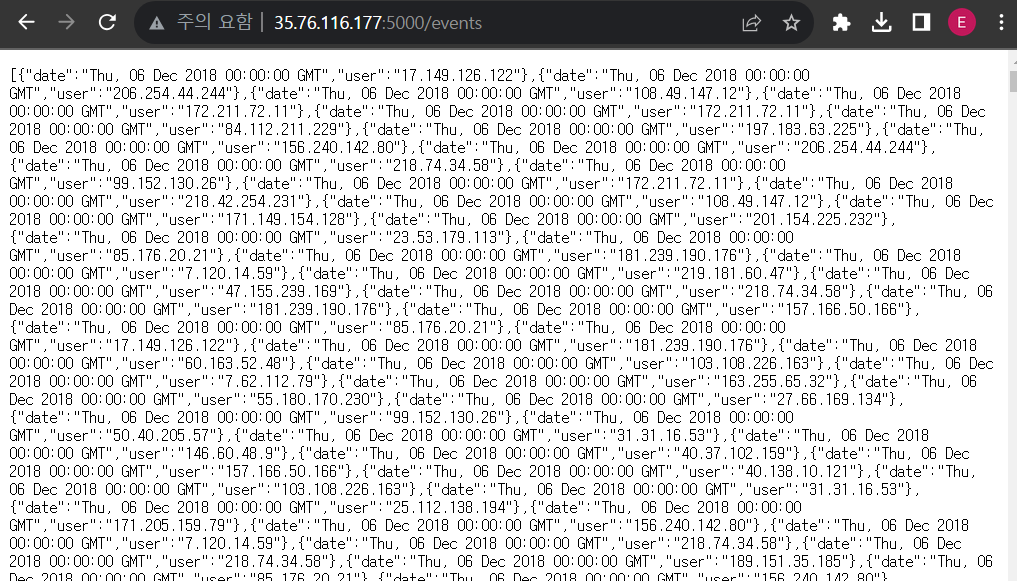 주의 요함
35.76.116.177:5000/events
E
[{"date":"Thu, 06 Dec 2018 00:00:00 GMT","user":"17.149.126.122"},{"date":"Thu, 06 Dec 2018 00:00:00
GMT","user":"206.254.44.244"},{"date":"Thu, 06 Dec 2018 00:00:00 GMT","user":"108.49.147.12"},{"date":"Thu, 06 Dec 2018
00:00:00 GMT","user":"172.211.72.11"},{"date":"Thu, 06 Dec 2018 00:00:00 GMT","user":"172.211.72.11"},{"date":"Thu, 06 Dec
2018 00:00:00 GMT","user":"84.112.211.229"},{"date":"Thu, 06 Dec 2018 00:00:00 GMT","user":"197.183.63.225"},{"date":"Thu,
06 Dec 2018 00:00:00 GMT","user":"156.240.142.80"},{"date":"Thu, 06 Dec 2018 00:00:00 GMT","user":"206.254.44.244"},
{"date":"Thu, 06 Dec 2018 00:00:00 GMT","user":"218.74.34.58"},{"date":"Thu, 06 Dec 2018 00:00:00
GMT","user":"99.152.130.26"},{"date":"Thu, 06 Dec 2018 00:00:00 GMT","user":"172.211.72.11"},{"date":"Thu, 06 Dec 2018
00:00:00 GMT","user":"218.42.254.231"},{"date":"Thu, 06 Dec 2018 00:00:00 GMT","user":"108.49.147.12"},{"date":"Thu, 06 Dec
2018 00:00:00 GMT","user":"171.149.154.128"},{"date":"Thu, 06 Dec 2018 00:00:00 GMT","user":"201.154.225.232"},
{"date":"Thu, 06 Dec 2018 00:00:00 GMT","user":"23.53.179.113"},{"date":"Thu, 06 Dec 2018 00:00:00
GMT","user":"85.176.20.21"},{"date":"Thu, 06 Dec 2018 00:00:00 GMT","user":"181.239.190.176"},{"date":"Thu, 06 Dec 2018
00:00:00 GMT","user":"7.120.14.59"},{"date":"Thu, 06 Dec 2018 00:00:00 GMT","user":"219.181.60.47"},{"date":"Thu, 06 Dec
2018 00:00:00 GMT","user":"47.155.239.169"},{"date":"Thu, 06 Dec 2018 00:00:00 GMT","user":"218.74.34.58"},{"date":"Thu, 06
Dec 2018 00:00:00 GMT","user":"181.239.190.176"},{"date":"Thu, 06 Dec 2018 00:00:00 GMT","user":"157.166.50.166"},
{"date":"Thu, 06 Dec 2018 00:00:00 GMT","user":"85.176.20.21"},{"date":"Thu, 06 Dec 2018 00:00:00
GMT","user":"17.149.126.122"},{"date":"Thu, 06 Dec 2018 00:00:00 GMT","user":"181.239.190.176"},{"date":"Thu, 06 Dec 2018
00:00:00 GMT","user":"60.163.52.48"},{"date":"Thu, 06 Dec 2018 00:00:00 GMT","user":"103.108.226.163"},{"date":"Thu, 06 Dec
2018 00:00:00 GMT","user":"7.62.112.79"},{"date":"Thu, 06 Dec 2018 00:00:00 GMT","user":"163.255.65.32"},{"date":"Thu, 06
Dec 2018 00:00:00 GMT","user":"55.180.170.230"},{"date":"Thu, 06 Dec 2018 00:00:00 GMT","user":"27.66.169.134"},
{"date":"Thu, 06 Dec 2018 00:00:00 GMT","user":"99.152.130.26"},{"date":"Thu, 06 Dec 2018 00:00:00
GMT","user":"50.40.205.57"},{"date":"Thu, 06 Dec 2018 00:00:00 GMT","user":"31.31.16.53"},{"date":"Thu, 06 Dec 2018
00:00:00 GMT","user":"146.60.48.9"},{"date":"Thu, 06 Dec 2018 00:00:00 GMT","user":"40.37.102.159"},{"date":"Thu, 06 Dec
2018 00:00:00 GMT","user":"157.166.50.166"},{"date":"Thu, 06 Dec 2018 00:00:00 GMT","user":"40.138.10.121"},{"date":"Thu,
06 Dec 2018 00:00:00 GMT","user":"103.108.226.163"},{"date":"Thu, 06 Dec 2018 00:00:00 GMT","user":"31.31.16.53"},
{"date":"Thu, 06 Dec 2018 00:00:00 GMT","user":"25.112.138.194"},{"date":"Thu, 06 Dec 2018 00:00:00
GMT","user":"171.205.159.79"},{"date":"Thu, 06 Dec 2018 00:00:00 GMT","user":"156.240.142.80"},{"date":"Thu, 06 Dec 2018
00:00:00 GMT","user":"7.120.14.59"},{"date":"Thu, 06 Dec 2018 00:00:00 GMT","user":"218.74.34.58"},{"date":"Thu, 06 Dec
2018 00:00:00 GMT","user":"218.74.34.58"},{"date":"Thu, 06 Dec 2018 00:00:00 GMT","user":"189.151.35.185"},{"date":"Thu, 06
Dec 2018 00:00:00 GMT","user":"85.176.20.21"},{"date":"Thu, 06 Dec 2018 00:00:00 GMT","user":"156.240.142.80"}